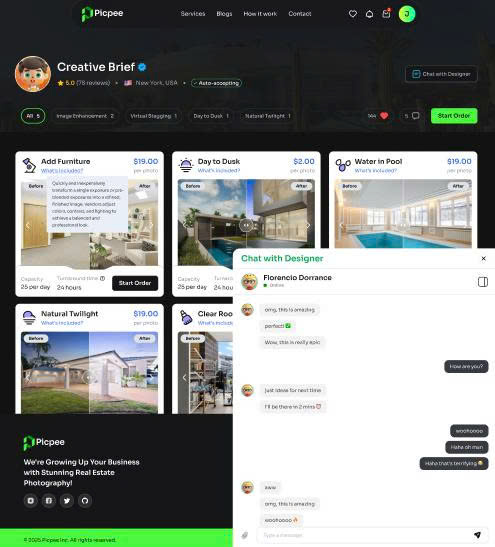 Picpee
Services Blogs How it work Contact
J
Creative Brief
5.0 (76 reviews) • New York, USA • Auto-accepting
Chat with Designer
All 5 Image Enhancement 2 Virtual Stagging 1 Day to Dusk 1 Natural Twilight 1
144 5 Start Order
Add Furniture $19.00
What's included? per photo
Before After
Quickly and inexpensively
transform a single exposure or pre-
blended exposures into a refined,
finished image. Vendors adjust
colors, contrast, and lighting to
achieve a balanced and
professional look.
Capacity Turnaround time
25 per day 24 hours Start Order
Day to Dusk $2.00
What's included? per photo
Before After
Capacity
25 per day 24 hou
Water in Pool $19.00
What's included? per photo
Before After
Natural Twilight $19.00
What's included? per photo
Before After
Clear Roo
What's includ
Before
Chat with Designer
Florencio Dorrance
Online
omg, this is amazing
perfect! ✅
Wow, this is really epic
How are you?
just ideas for next time
I'll be there in 2 mins ⏰
woohoooo
Haha oh man
Haha that's terrifying 😂
aww
omg, this is amazing
woohoooo 🔥
Type a message
Picpee
We're Growing Up Your Business
with Stunning Real Estate
Photography!
© 2025 Picpee Inc. All rights reserved.